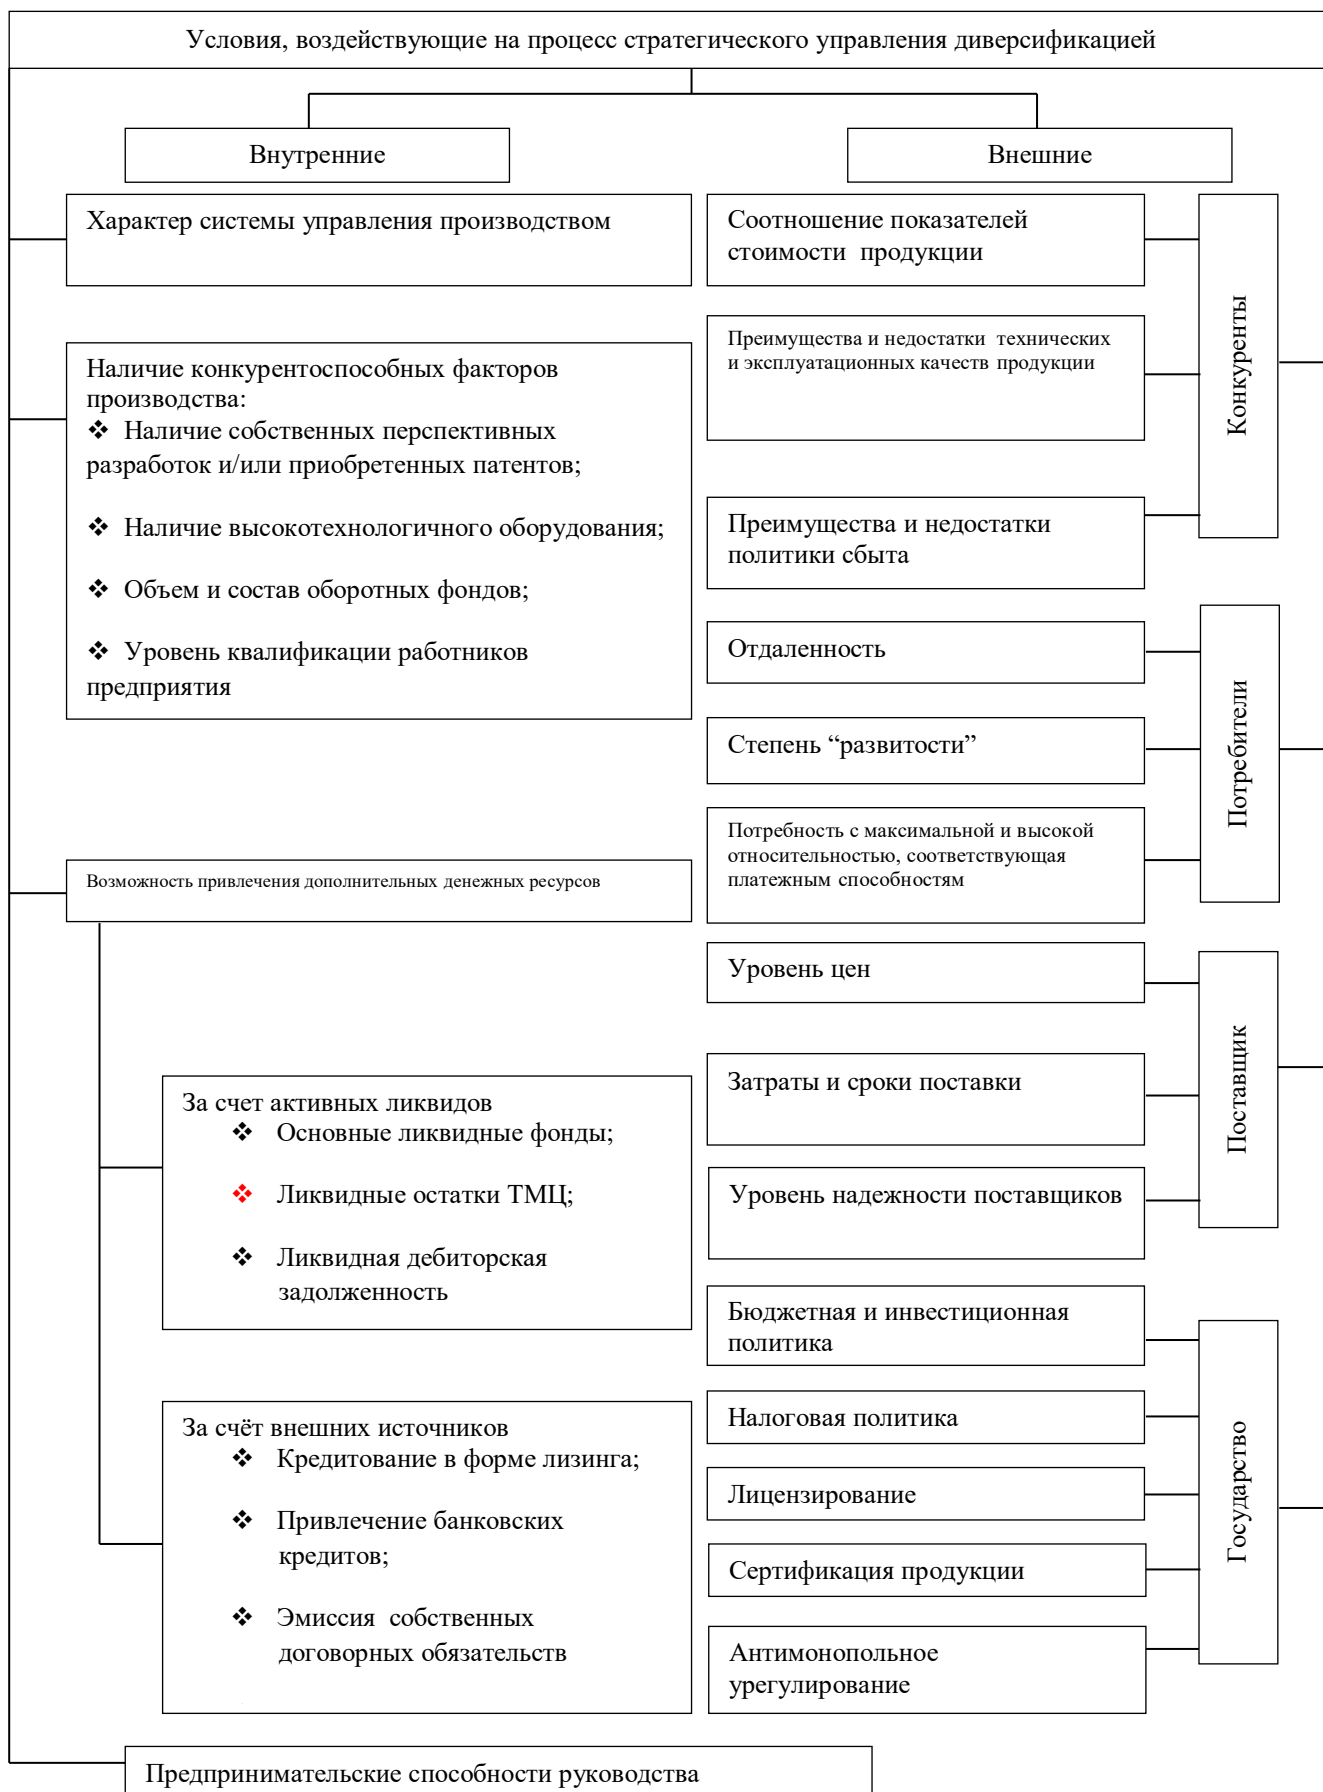 Условия, воздействующие на процесс стратегического управления диверсификацией
Внутренние
Внешние
Характер системы управления производством
Наличие конкурентоспособных факторов
производства:
❖ Наличие собственных перспективных
разработок и/или приобретенных патентов;
❖ Наличие высокотехнологичного оборудования;
❖ Объем и состав оборотных фондов;
❖ Уровень квалификации работников
предприятия
Возможность привлечения дополнительных денежных ресурсов
За счет активных ликвидов
❖ Основные ликвидные фонды;
❖ Ликвидные остатки ТМЦ;
❖ Ликвидная дебиторская
задолженность
За счёт внешних источников
❖ Кредитование в форме лизинга;
❖ Привлечение банковских
кредитов;
❖ Эмиссия собственных
договорных обязательств
Предпринимательские способности руководства
Соотношение показателей
стоимости продукции
Преимущества и недостатки технических
и эксплуатационных качеств продукции
Преимущества и недостатки
политики сбыта
Конкуренты
Отдаленность
Степень “развитости”
Потребность с максимальной и высокой
относительностью, соответствующая
платежным способностям
Потребители
Уровень цен
Затраты и сроки поставки
Уровень надежности поставщиков
Поставщик
Бюджетная и инвестиционная
политика
Налоговая политика
Лицензирование
Сертификация продукции
Антимонопольное
урегулирование
Государство